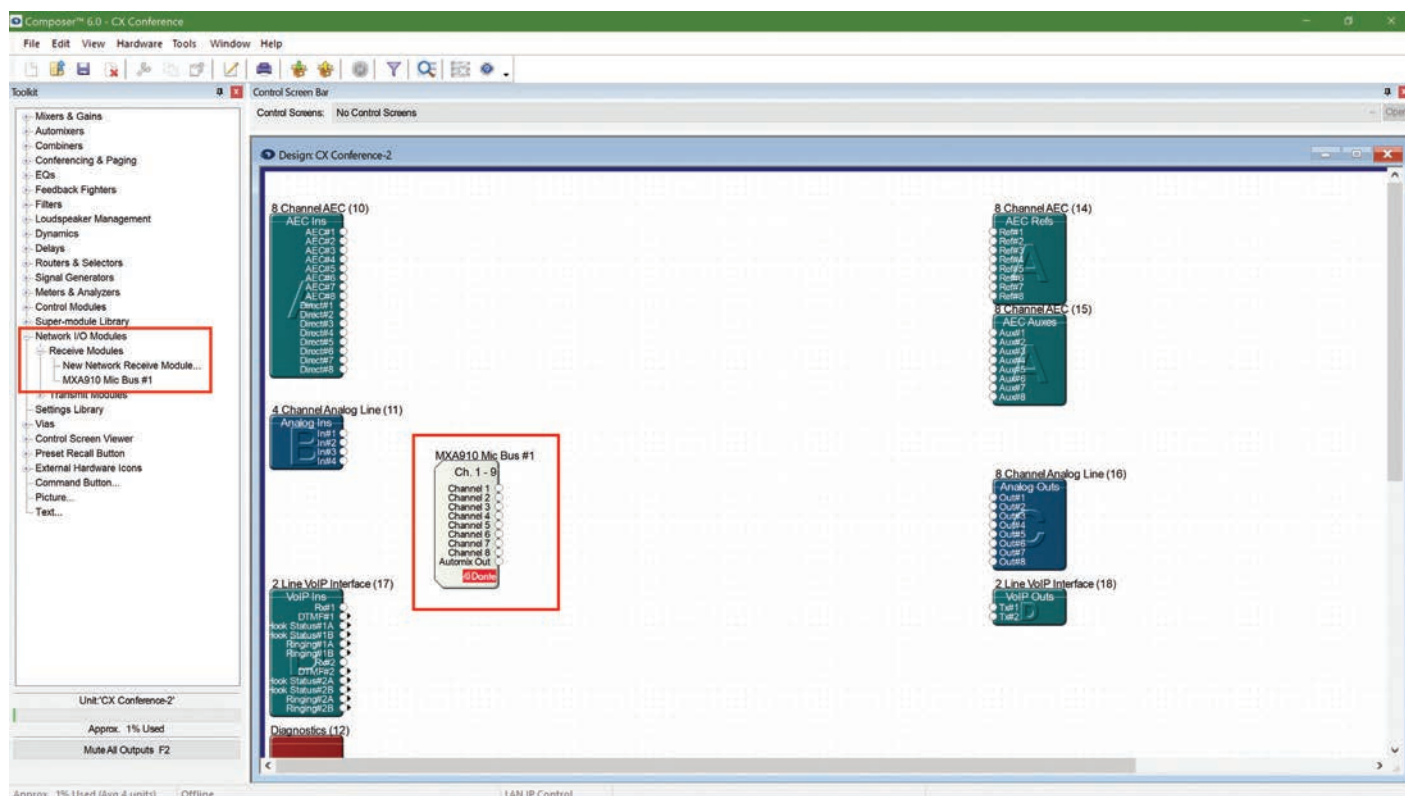 Composer™ 6.0 - CX Conference
File Edit View Hardware Tools Window Help
Toolkit
Control Screen Bar
Control Screens: No Control Screens
Open
Mixers & Gains
Automixers
Combiners
Conferencing & Paging
EQs
Feedback Fighters
Filters
Loudspeaker Management
Dynamics
Delays
Routers & Selectors
Signal Generators
Meters & Analyzers
Control Modules
Super-module Library
Network I/O Modules
Receive Modules
New Network Receive Module...
MXA910 Mic Bus #1
Transmit Modules
Settings Library
Vias
Control Screen Viewer
Preset Recall Button
External Hardware Icons
Command Button...
Picture...
Text...
Unit:'CX Conference-2'
Approx. 1% Used
Mute All Outputs F2
Design: CX Conference-2
8 Channel AEC (10)
AEC Ins
AEC#1
AEC#2
AEC#3
AEC#4
AEC#5
AEC#6
AEC#7
AEC#8
Direct#1
Direct#2
Direct#3
Direct#4
Direct#5
Direct#6
Direct#7
Direct#8
4 Channel Analog Line (11)
Analog Ins
In#1
In#2
In#3
In#4
MXA910 Mic Bus #1
Ch. 1 - 9
Channel 1
Channel 2
Channel 3
Channel 4
Channel 5
Channel 6
Channel 7
Channel 8
Automix Out
Dante
2 Line VoIP Interface (17)
VoIP Ins
Rx#1
DTMF#1
Hook Status#1A
Hook Status#1B
Ringing#1A
Ringing#1B
Rx#2
DTMF#2
Hook Status#2A
Hook Status#2B
Ringing#2A
Ringing#2B
Diagnostics (12)
8 Channel AEC (14)
AEC Refs
Ref#1
Ref#2
Ref#3
Ref#4
Ref#5
Ref#6
Ref#7
Ref#8
8 Channel AEC (15)
AEC Auxes
Aux#1
Aux#2
Aux#3
Aux#4
Aux#5
Aux#6
Aux#7
Aux#8
8 Channel Analog Line (16)
Analog Outs
Out#1
Out#2
Out#3
Out#4
Out#5
Out#6
Out#7
Out#8
2 Line VoIP Interface (18)
VoIP Outs
Tx#1
Tx#2
Approx. 1% Used (Avg 4 units) Offline LAN IP Control